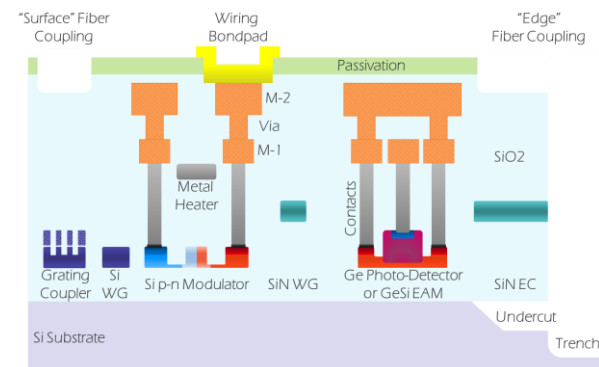 “Surface” Fiber
Coupling
Wiring
Bondpad
“Edge”
Fiber Coupling
Passivation
M-2
Via
M-1
SiO2
Metal
Heater
Contacts
Grating
Coupler
Si
WG
Si p-n Modulator
SiN WG
Ge Photo-Detector
or GeSi EAM
SiN EC
Undercut
Si Substrate
Trench